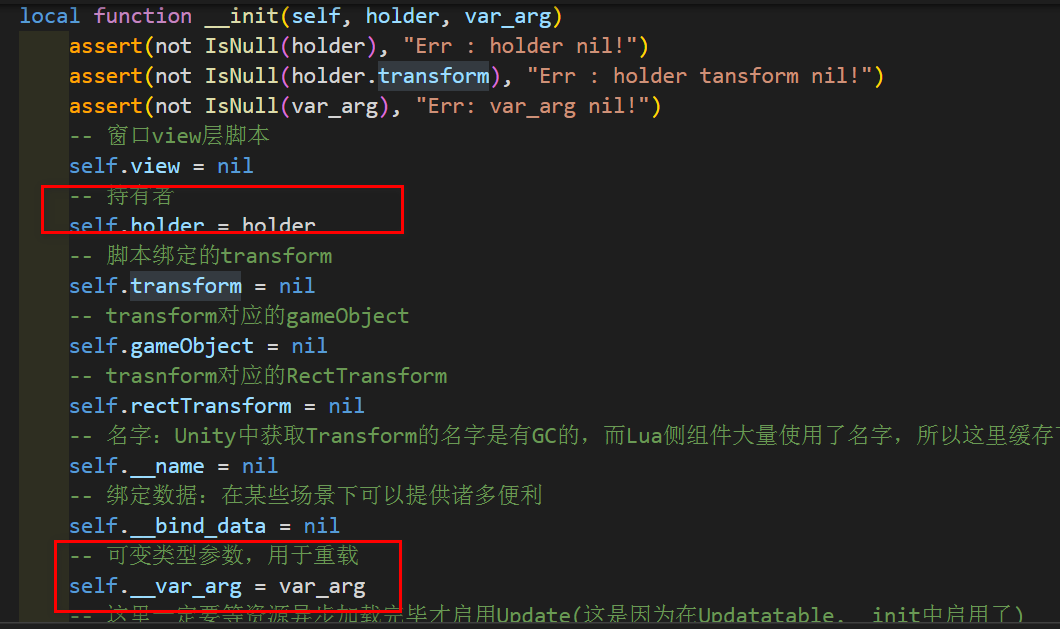 local function __init(self, holder, var_arg)
assert(not IsNull(holder), "Err : holder nil!")
assert(not IsNull(holder.transform), "Err : holder tansform nil!")
assert(not IsNull(var_arg), "Err: var_arg nil!")
-- 窗口view层脚本
self.view = nil
-- 持有者
self.holder = holder
-- 脚本绑定的transform
self.transform = nil
-- transform对应的gameObject
self.gameObject = nil
-- trasnform对应的RectTransform
self.rectTransform = nil
-- 名字：Unity中获取Transform的名字是有GC的，而Lua侧组件大量使用了名字，所以这里缓存
self.__name = nil
-- 绑定数据：在某些场景下可以提供诸多便利
self.__bind_data = nil
-- 可变类型参数，用于重载
self.__var_arg = var_arg
-- 这里一定要等资源异步加载完毕才启用Update(这是因为在Updatatable.__init中启用了)